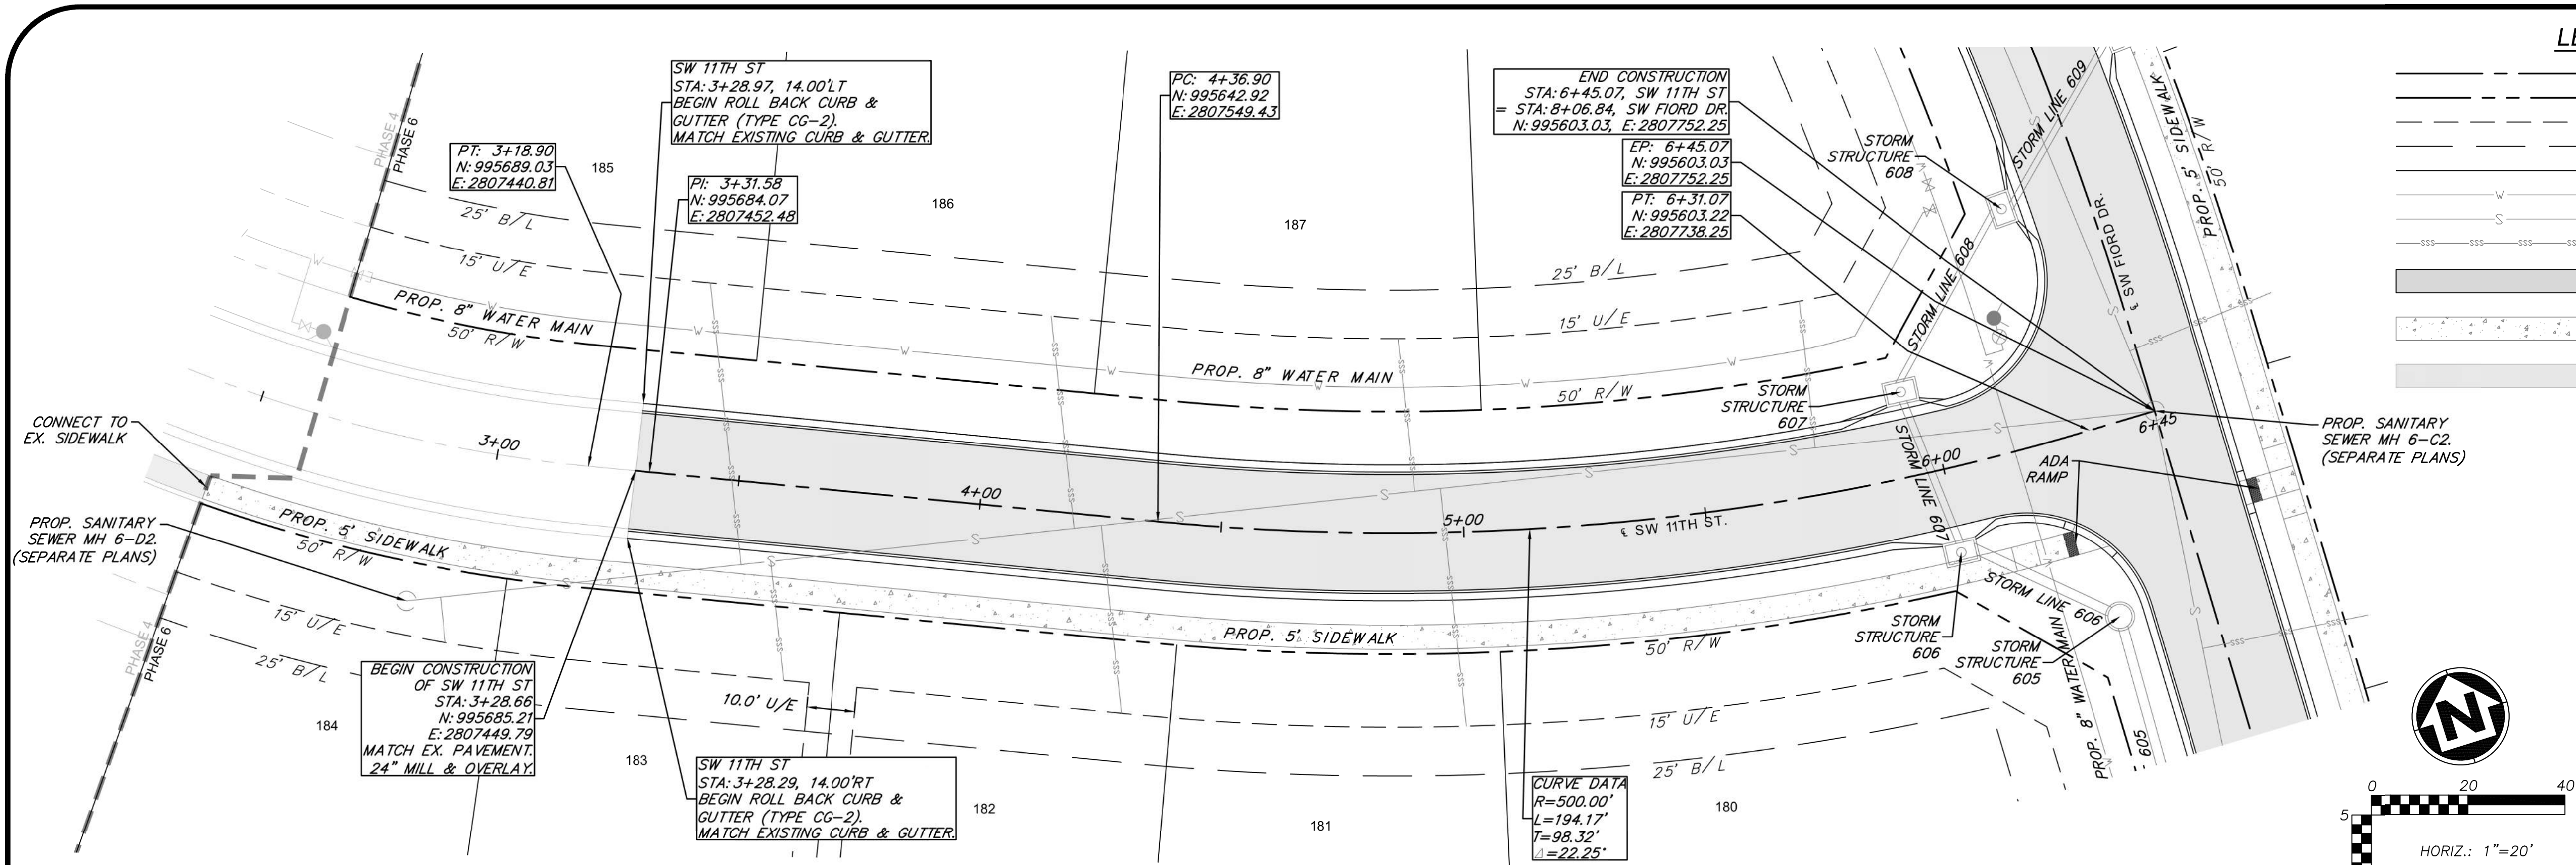 LE
SW 11TH ST
STA: 3+28.97, 14.00'LT
BEGIN ROLL BACK CURB &
GUTTER (TYPE CG-2).
MATCH EXISTING CURB & GUTTER.
PC: 4+36.90
N: 995642.92
E: 2807549.43
END CONSTRUCTION
STA: 6+45.07, SW 11TH ST
= STA: 8+06.84, SW FIORD DR.
N: 995603.03, E: 2807752.25
EP: 6+45.07
N: 995603.03
E: 2807752.25
PT: 6+31.07
N: 995603.22
E: 2807738.25
PT: 3+18.90
N: 995689.03
E: 2807440.81
PI: 3+31.58
N: 995684.07
E: 2807452.48
PHASE 4
PHASE 6
185
186
187
25' B/L
15' U/E
PROP. 8" WATER MAIN
50' R/W
25' B/L
15' U/E
PROP. 8" WATER MAIN
50' R/W
STORM
STRUCTURE
608
STORM LINE 609
STORM LINE 608
PROP. 5' SIDEWALK
50' R/W
℄ SW FIORD DR.
STORM
STRUCTURE
607
STORM LINE 607
CONNECT TO
EX. SIDEWALK
3+00
4+00
5+00
6+00
6+45
℄ SW 11TH ST.
ADA
RAMP
PROP. SANITARY
SEWER MH 6-C2.
(SEPARATE PLANS)
PROP. SANITARY
SEWER MH 6-D2.
(SEPARATE PLANS)
PROP. 5' SIDEWALK
50' R/W
PROP. 5' SIDEWALK
50' R/W
STORM LINE 606
STORM
STRUCTURE
606
STORM
STRUCTURE
605
PROP. 8" WATER MAIN
605
PHASE 4
PHASE 6
15' U/E
25' B/L
10.0' U/E
15' U/E
25' B/L
BEGIN CONSTRUCTION
OF SW 11TH ST
STA: 3+28.66
N: 995685.21
E: 2807449.79
MATCH EX. PAVEMENT.
24" MILL & OVERLAY.
SW 11TH ST
STA: 3+28.29, 14.00'RT
BEGIN ROLL BACK CURB &
GUTTER (TYPE CG-2).
MATCH EXISTING CURB & GUTTER.
CURVE DATA
R=500.00'
L=194.17'
T=98.32'
Δ=22.25°
184
183
182
181
180
W
S
SSS
N
0 20 40
5
HORIZ.: 1"=20'